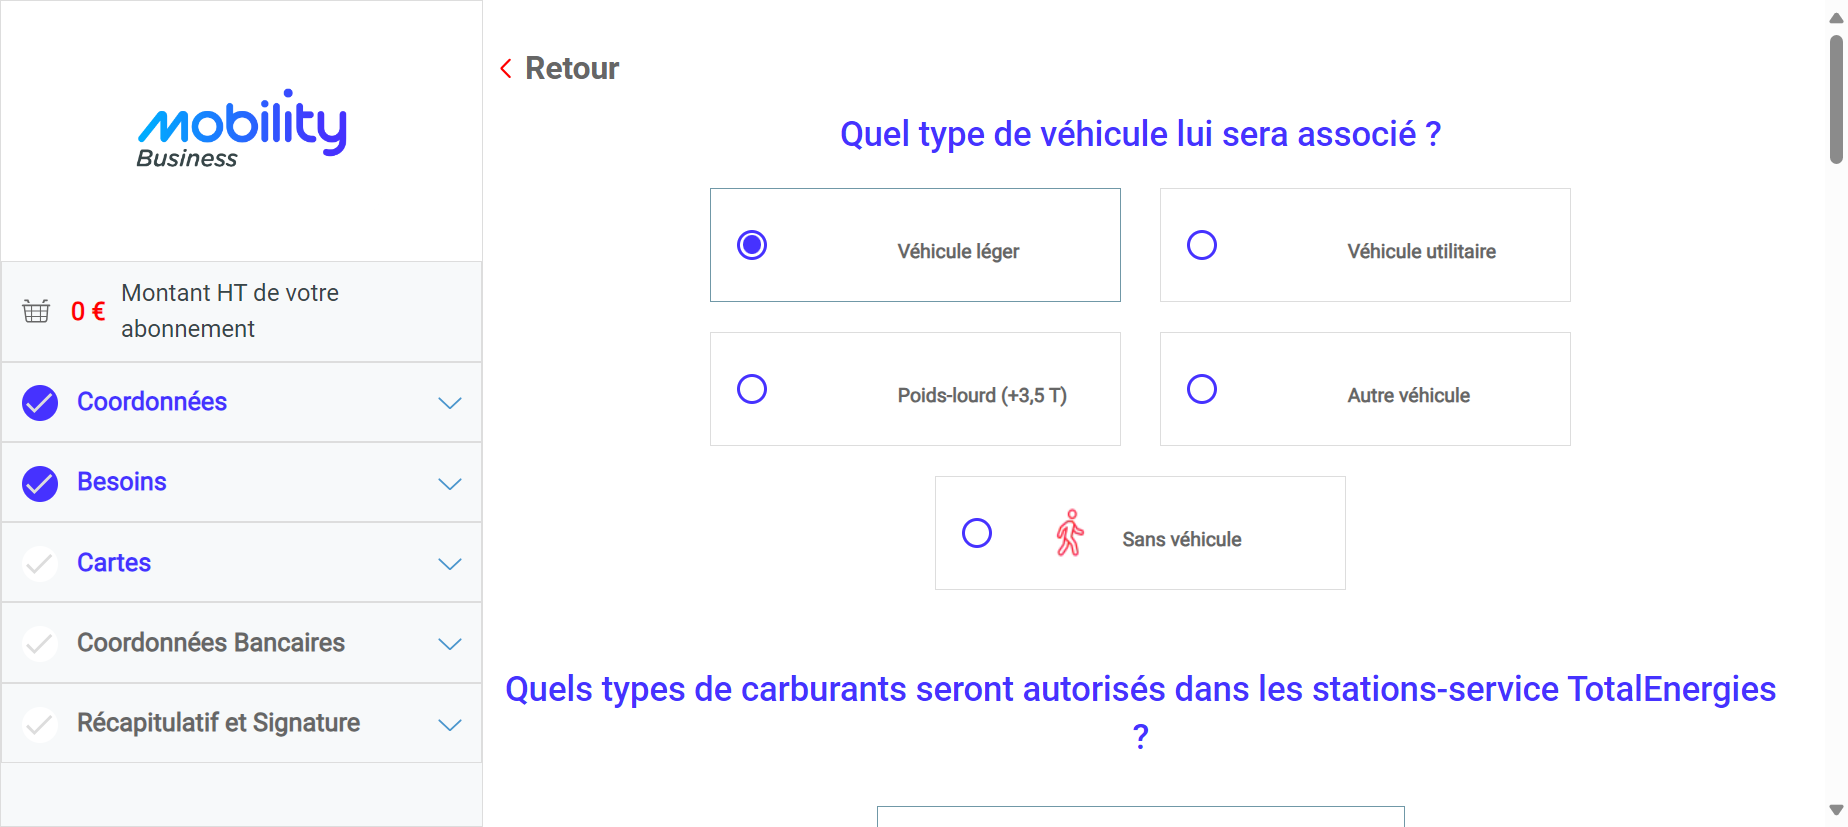 mobility
Business
0 €
Montant HT de votre
abonnement
Coordonnées
Besoins
Cartes
Coordonnées Bancaires
Récapitulatif et Signature
Retour
Quel type de véhicule lui sera associé ?
Véhicule léger
Véhicule utilitaire
Poids-lourd (+3,5 T)
Autre véhicule
Sans véhicule
Quels types de carburants seront autorisés dans les stations-service TotalEnergies
?